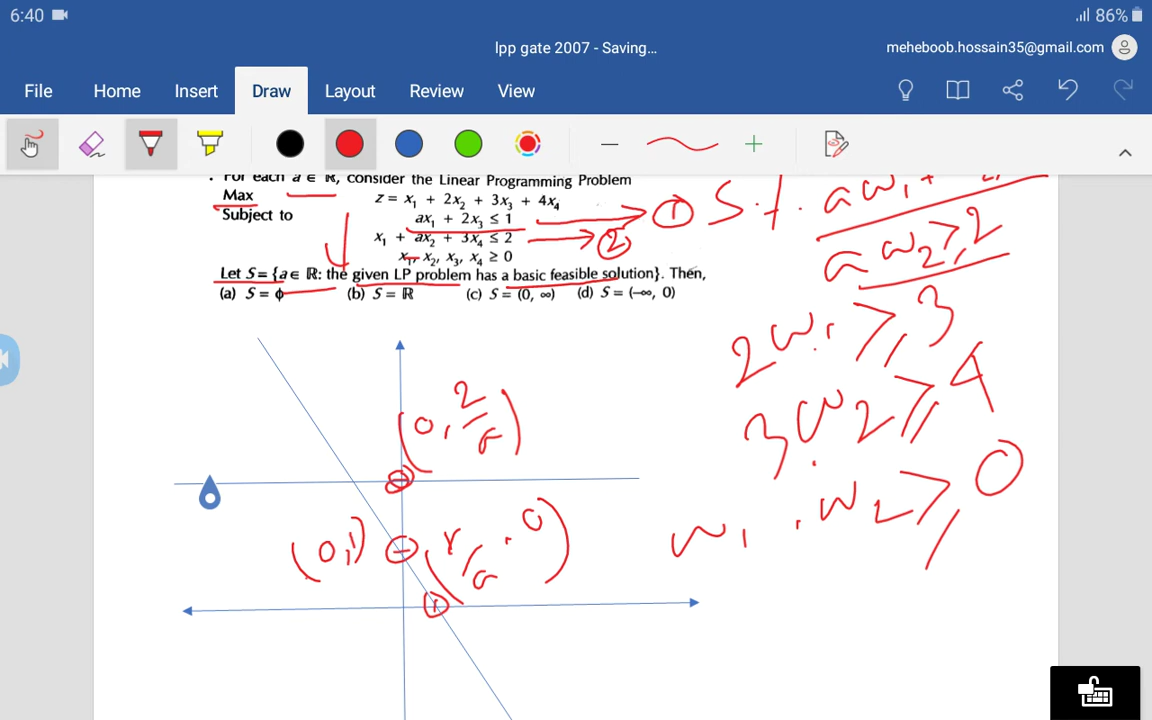 6:40 86%
lpp gate 2007 - Saving... meheboob.hossain35@gmail.com
File Home Insert Draw Layout Review View
. For each a ∈ ℝ, consider the Linear Programming Problem
Max z = x₁ + 2x₂ + 3x₃ + 4x₄
Subject to ax₁ + 2x₃ ≤ 1
x₁ + ax₂ + 3x₄ ≤ 2
x₁, x₂, x₃, x₄ ≥ 0
Let S = {a ∈ ℝ: the given LP problem has a basic feasible solution}. Then,
(a) S = ϕ (b) S = ℝ (c) S = (0, ∞) (d) S = (-∞, 0)
① S.t. aw₁ +
②
aw₂ ≥ 2
2w₁ ≥ 3
3w₂ ≥ 4
w₁, w₂ ≥ 0
(0, 2/a)
(0,1)